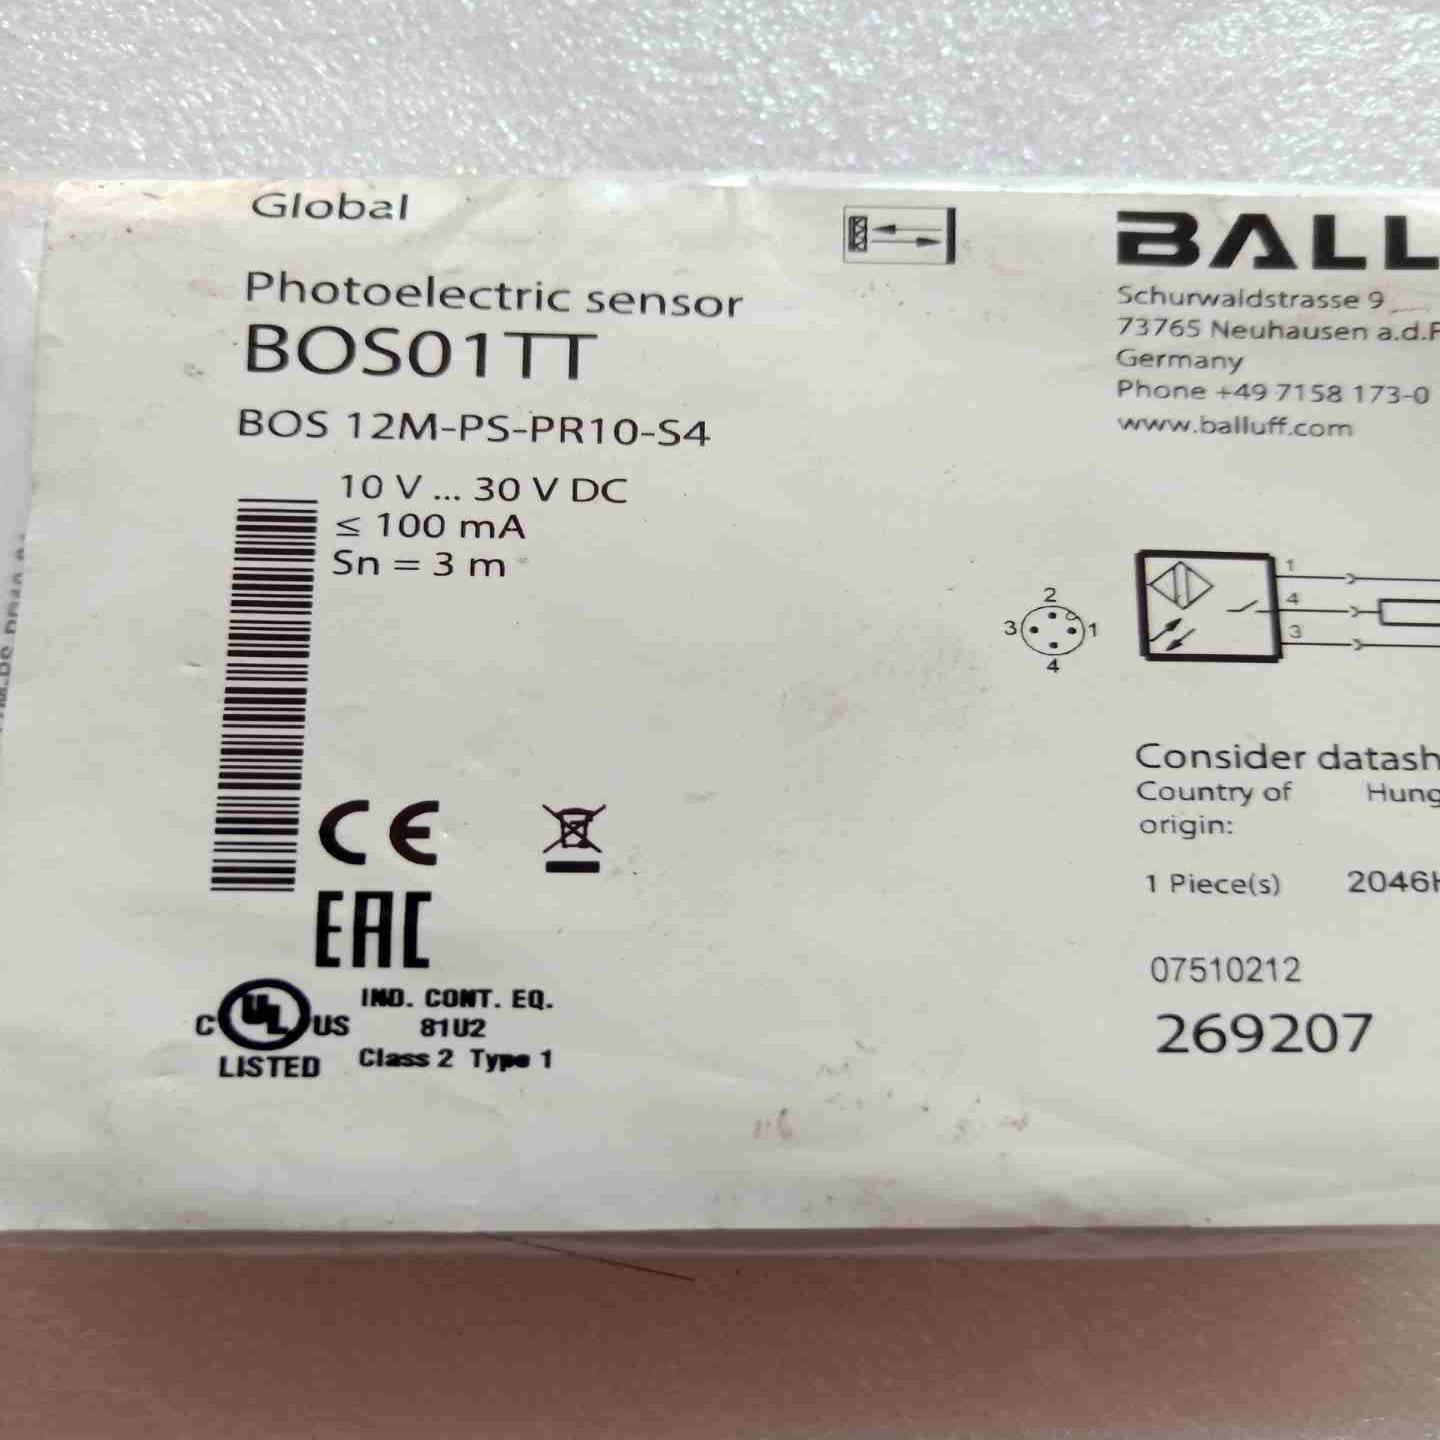 Global
BALL
Photoelectric sensor
BOS01TT
BOS 12M-PS-PR10-S4
10 V ... 30 V DC
≤ 100 mA
Sn = 3 m
Schurwaldstrasse 9
73765 Neuhausen a.d.F
Germany
Phone +49 7158 173-0
www.balluff.com
2
3 1
4
1
4
3
Consider datash
Country of Hung
origin:
1 Piece(s) 2046H
07510212
269207
CE
EAC
C UL US
LISTED
IND. CONT. EQ.
81U2
Class 2 Type 1